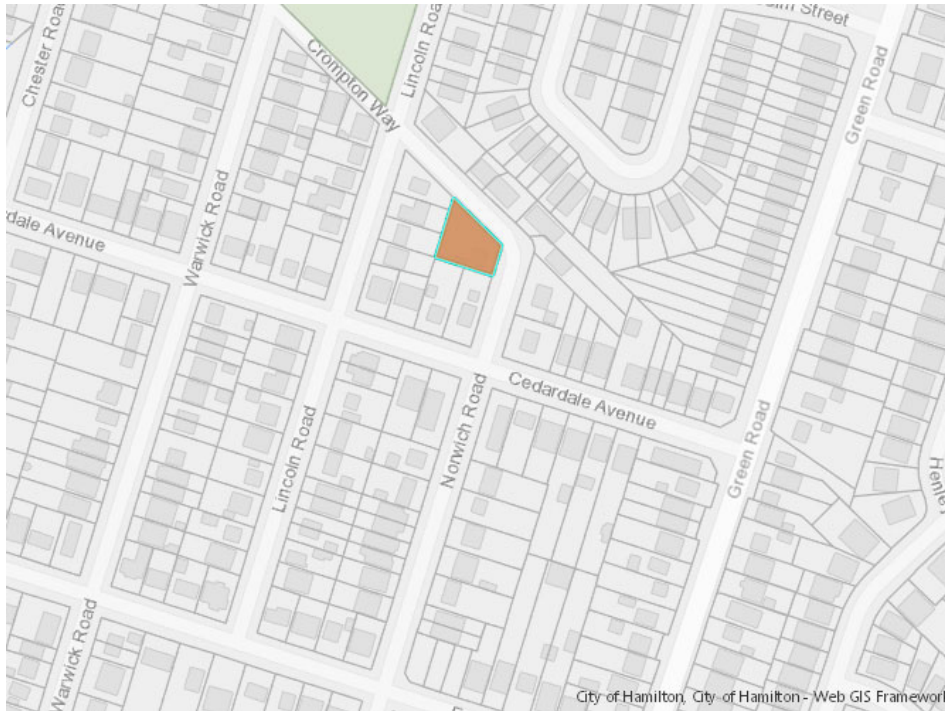 Street
Chester Road
Crompton Way
Lincoln Road
Green Road
Warwick Road
Avenue
Cedardale Avenue
Norwich Road
Lincoln Road
Green Road
Warwick Road
City of Hamilton, City of Hamilton - Web GIS Framework